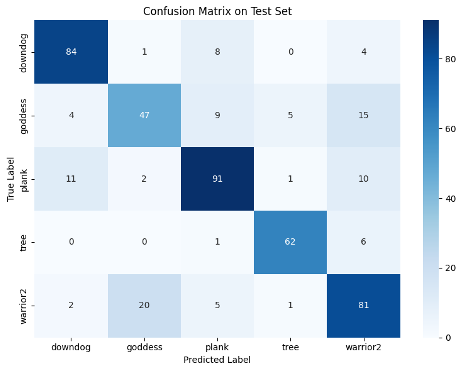 Confusion Matrix on Test Set
True Label
downdog 84 1 8 0 4
goddess 4 47 9 5 15
plank 11 2 91 1 10
tree 0 0 1 62 6
warrior2 2 20 5 1 81
downdog goddess plank tree warrior2
Predicted Label
80
60
40
20
0